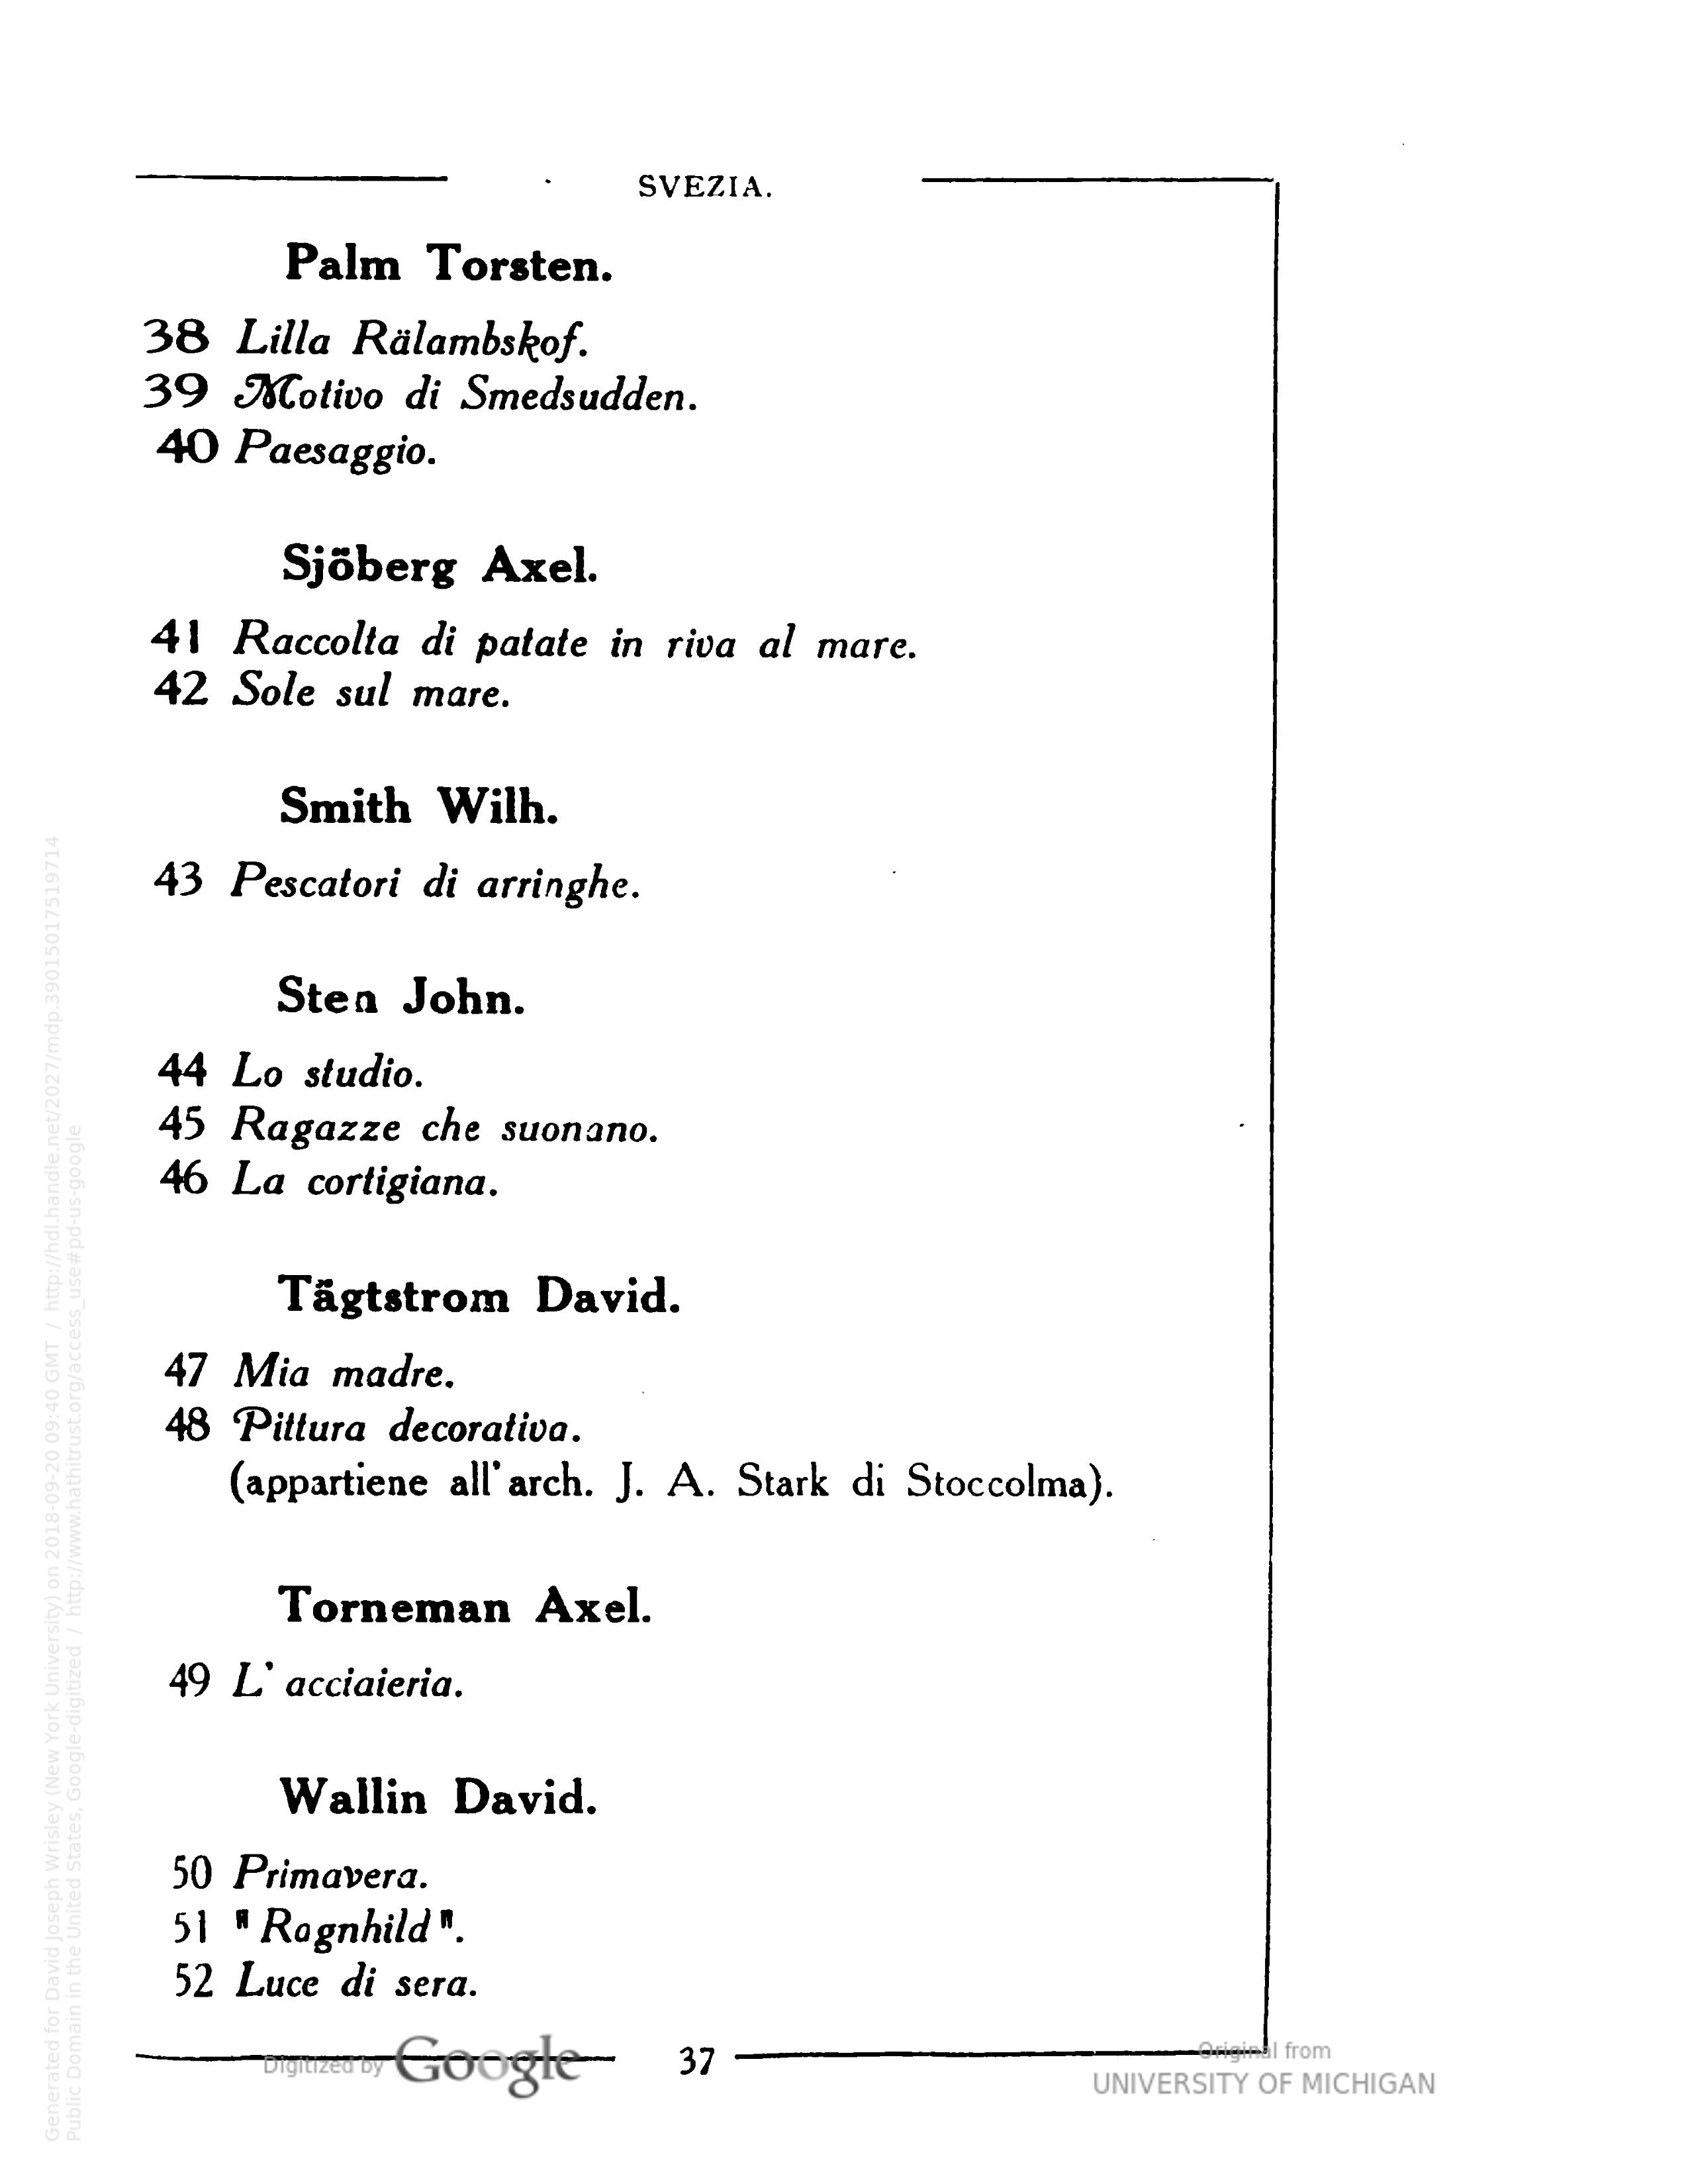 SVEZIA.
Palm Torsten.
38 Lilla Rälambskof.
39 Motivo di Smedsudden.
40 Paesaggio.
Sjöberg Axel.
41 Raccolta di patate in riva al mare.
42 Sole sul mare.
Smith Wilh.
43 Pescatori di arringhe.
Sten John.
44 Lo studio.
45 Ragazze che suonano.
46 La cortigiana.
Tägtstrom David.
47 Mia madre.
48 Pittura decorativa.
(appartiene all' arch. J. A. Stark di Stoccolma).
Torneman Axel.
49 L' acciaieria.
Wallin David.
50 Primavera.
51 " Ragnhild ".
52 Luce di sera.
37
Digitized by Google
Original from
UNIVERSITY OF MICHIGAN
Generated for David Joseph Wrisley (New York University) on 2018-09-20 09:40 GMT / http://hdl.handle.net/2027/mdp.39015017519714
Public Domain in the United States, Google-digitized / http://www.hathitrust.org/access_use#pd-us-google